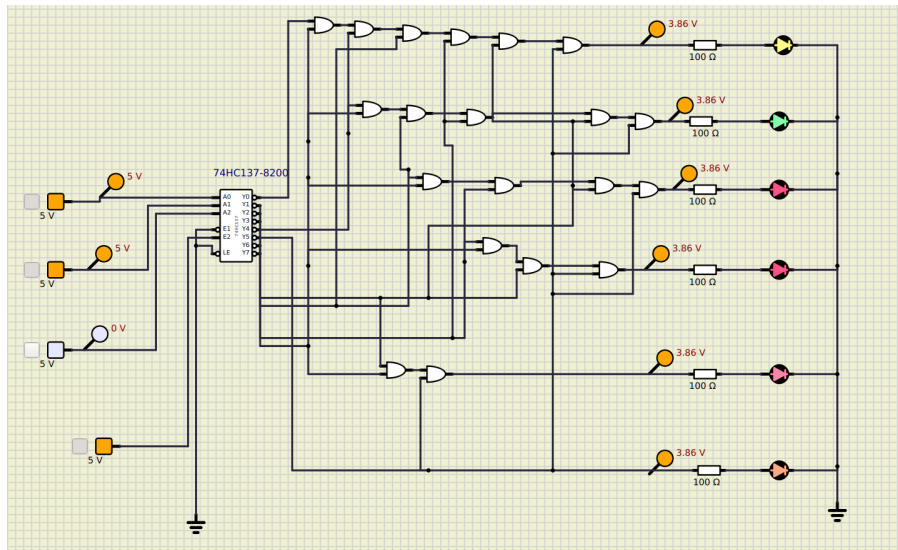 3.86 V
100 Ω
3.86 V
100 Ω
74HC137-8200
3.86 V
100 Ω
5 V
5 V
A0 Y0
A1 Y1
A2 Y2
Y3
E1 Y4
E2 Y5
Y6
LE Y7
74HC137
5 V
5 V
3.86 V
100 Ω
0 V
5 V
3.86 V
100 Ω
5 V
3.86 V
100 Ω